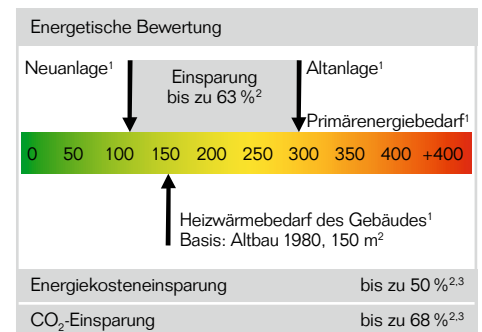 Energetische Bewertung
Neuanlage¹
Altanlage¹
Einsparung
bis zu 63 %²
Primärenergiebedarf¹
0 50 100 150 200 250 300 350 400 +400
Heizwärmebedarf des Gebäudes¹
Basis: Altbau 1980, 150 m²
Energiekosteneinsparung bis zu 50 %²,³
CO₂-Einsparung bis zu 68 %²,³